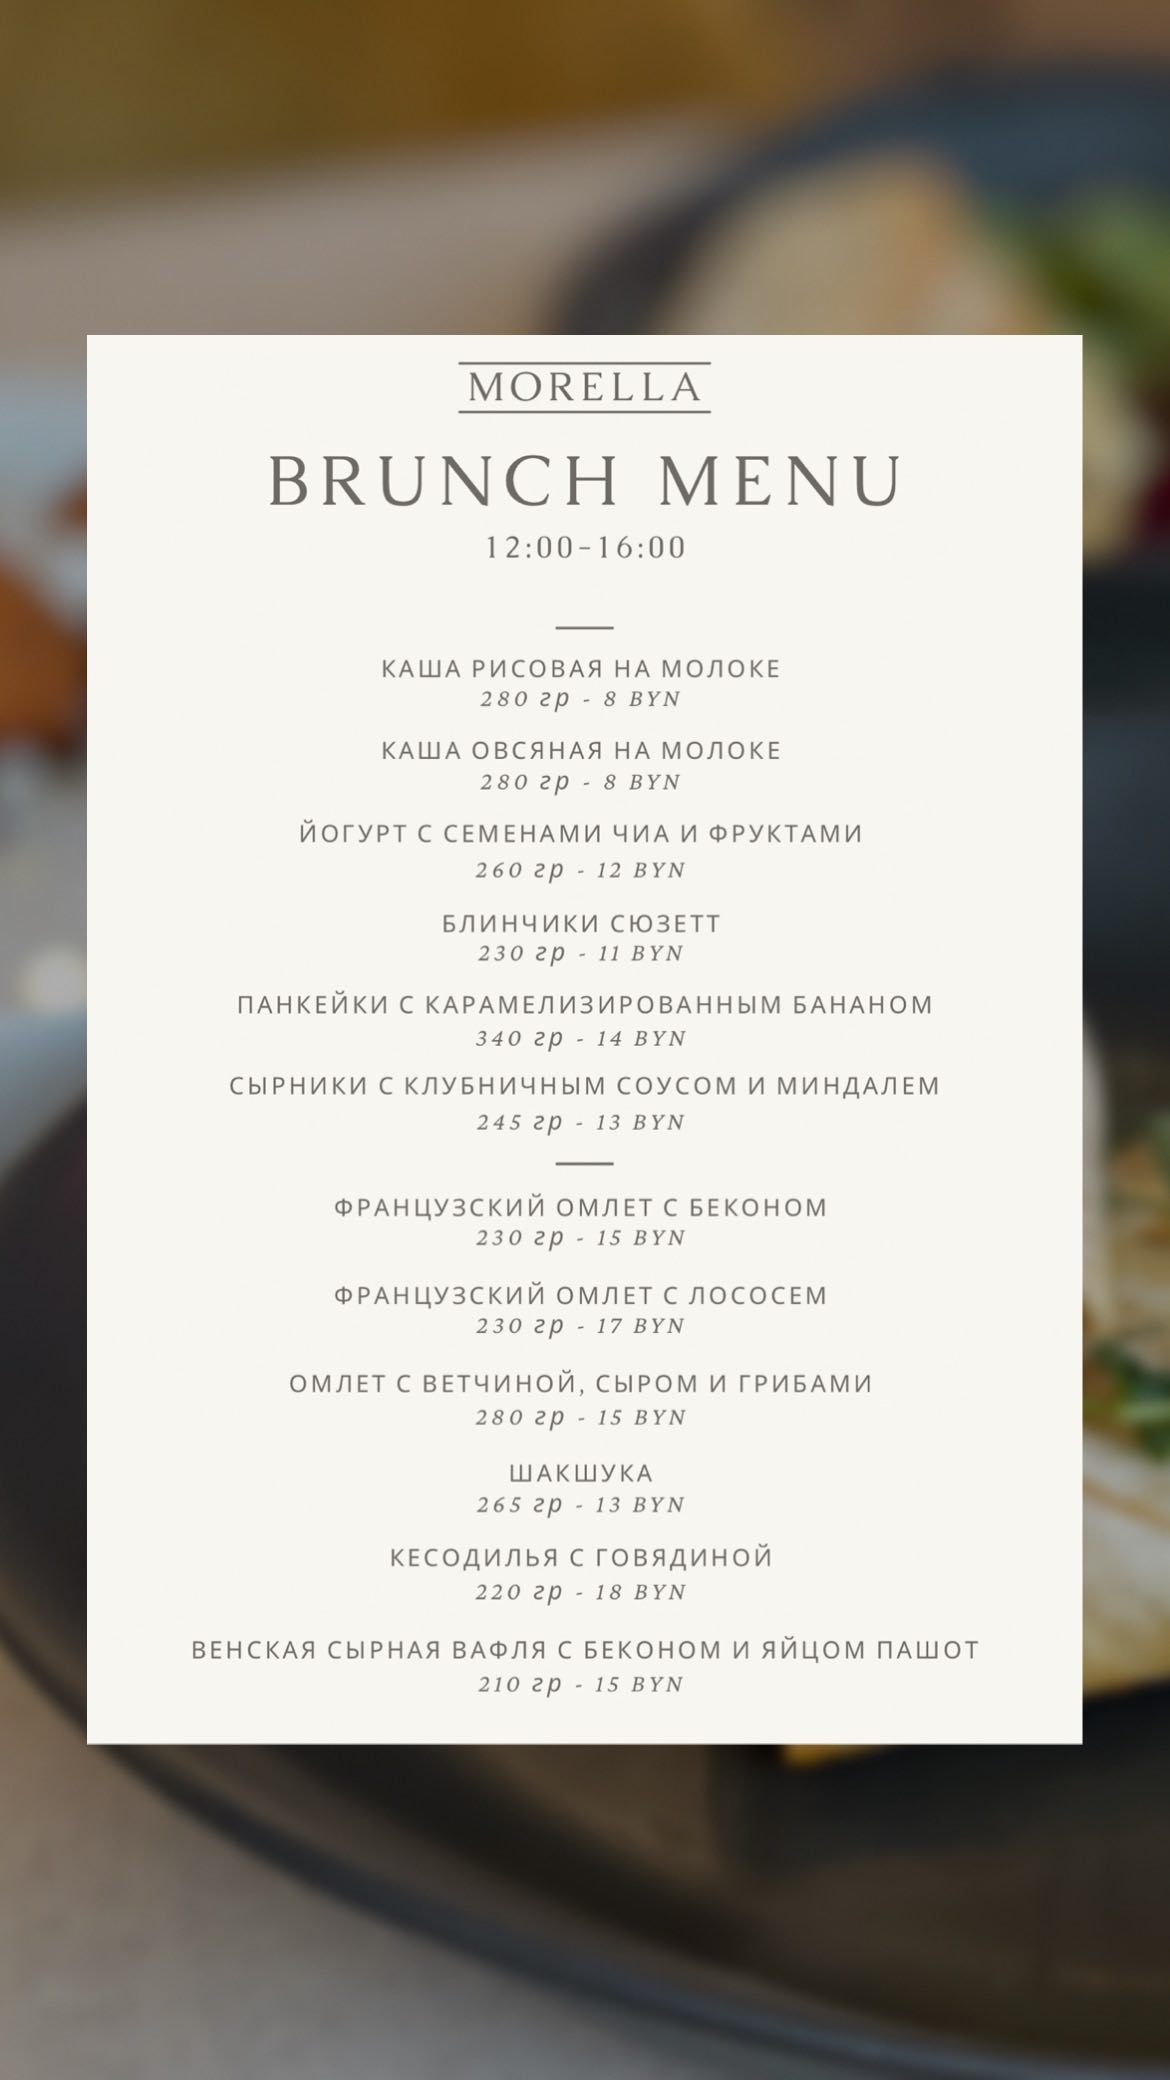 MORELLA
BRUNCH MENU
12:00-16:00
КАША РИСОВАЯ НА МОЛОКЕ
280 гр - 8 BYN
КАША ОВСЯНАЯ НА МОЛОКЕ
280 гр - 8 BYN
ЙОГУРТ С СЕМЕНАМИ ЧИА И ФРУКТАМИ
260 гр - 12 BYN
БЛИНЧИКИ СЮЗЕТТ
230 гр - 11 BYN
ПАНКЕЙКИ С КАРАМЕЛИЗИРОВАННЫМ БАНАНОМ
340 гр - 14 BYN
СЫРНИКИ С КЛУБНИЧНЫМ СОУСОМ И МИНДАЛЕМ
245 гр - 13 BYN
ФРАНЦУЗСКИЙ ОМЛЕТ С БЕКОНОМ
230 гр - 15 BYN
ФРАНЦУЗСКИЙ ОМЛЕТ С ЛОСОСЕМ
230 гр - 17 BYN
ОМЛЕТ С ВЕТЧИНОЙ, СЫРОМ И ГРИБАМИ
280 гр - 15 BYN
ШАКШУКА
265 гр - 13 BYN
КЕСОДИЛЬЯ С ГОВЯДИНОЙ
220 гр - 18 BYN
ВЕНСКАЯ СЫРНАЯ ВАФЛЯ С БЕКОНОМ И ЯЙЦОМ ПАШОТ
210 гр - 15 BYN